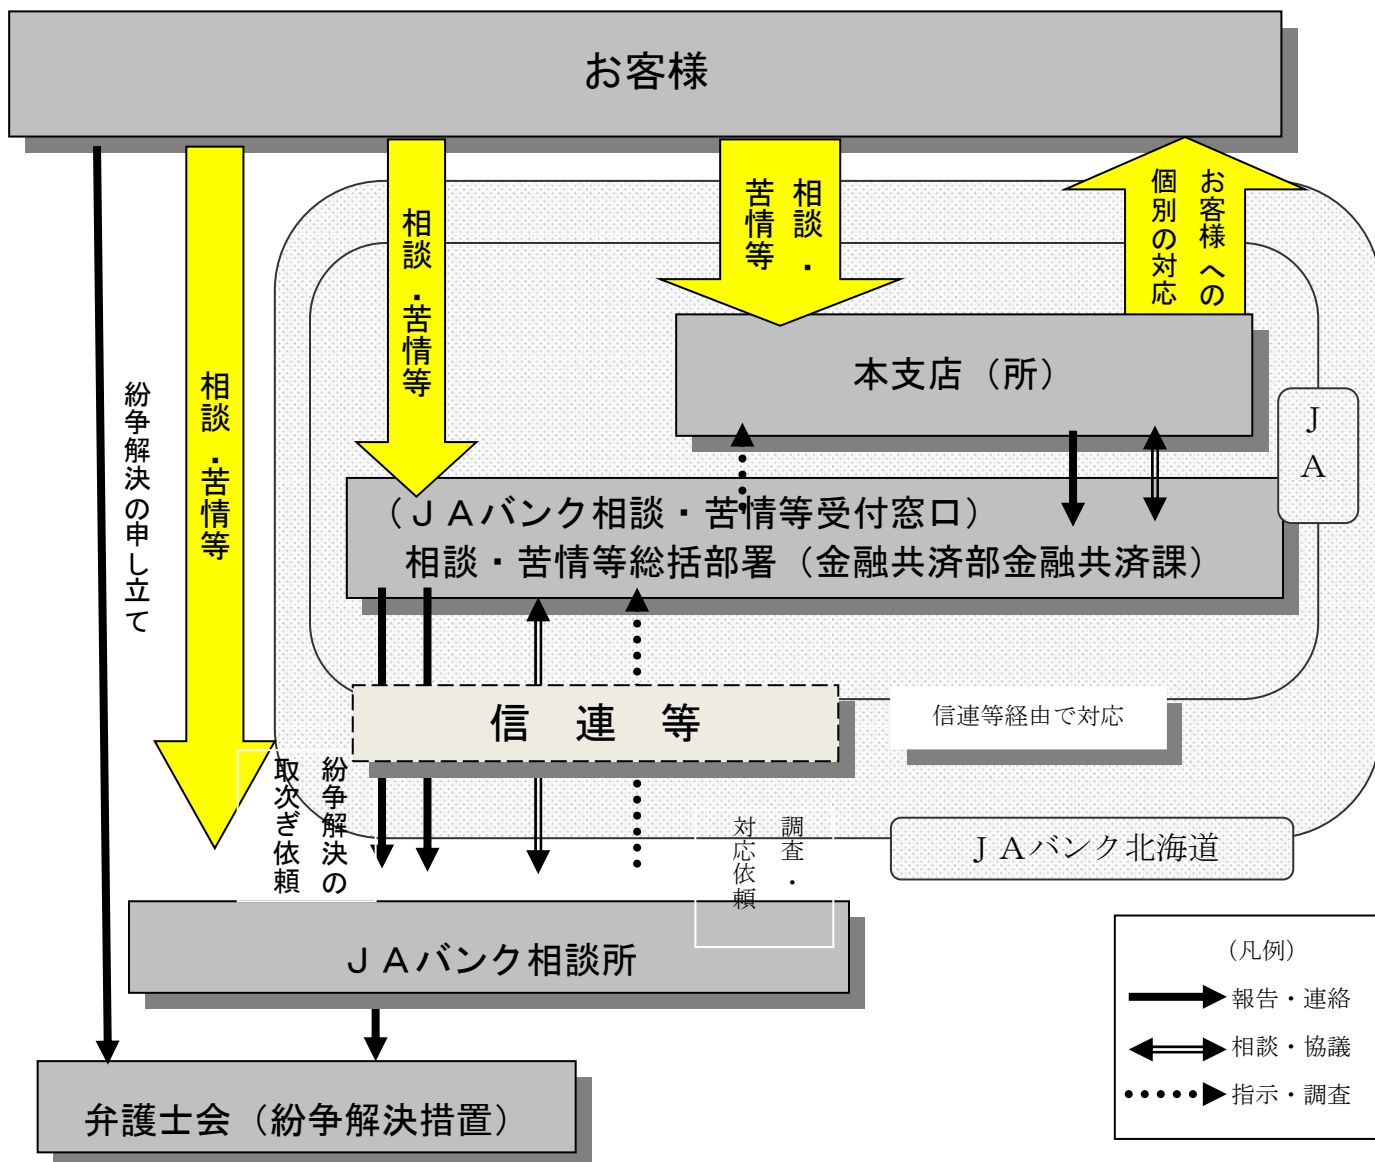 お客様
紛争解決の申し立て
相談・苦情等
相談・苦情等
相談・
苦情等
お客様への
個別の対応
本支店（所）
ＪＡ
（ＪＡバンク相談・苦情等受付窓口）
相談・苦情等総括部署（金融共済部金融共済課）
信　連　等
信連等経由で対応
紛争解決の
取次ぎ依頼
調査・
対応依頼
ＪＡバンク北海道
ＪＡバンク相談所
弁護士会（紛争解決措置）
（凡例）
報告・連絡
相談・協議
指示・調査